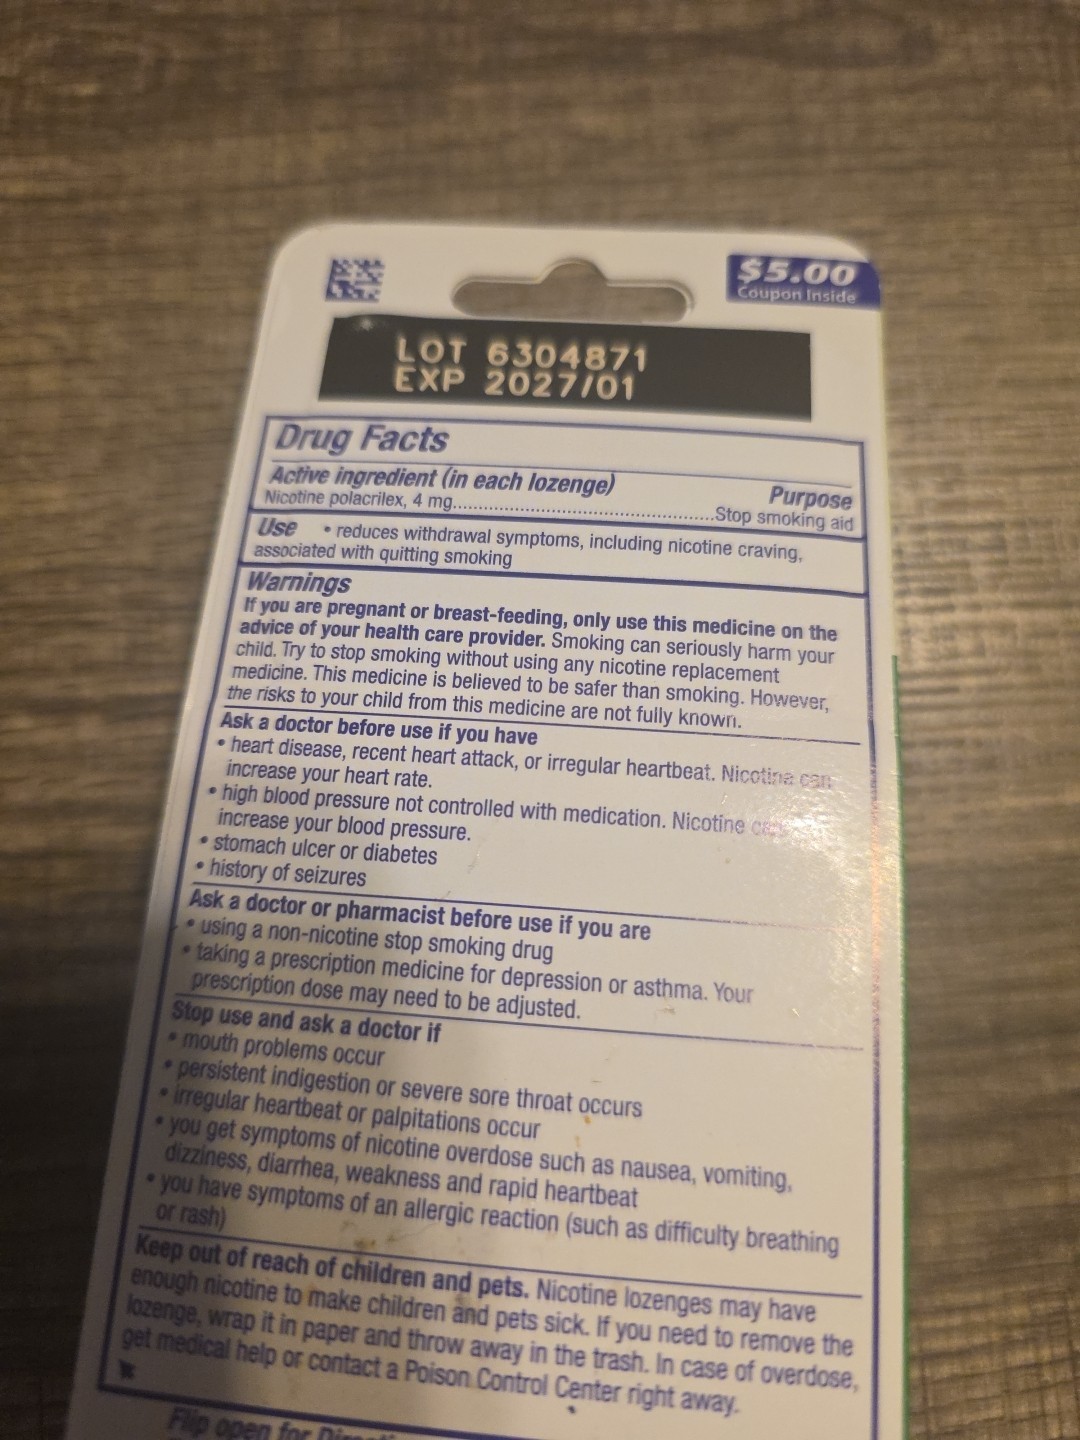 $5.00
Coupon Inside
LOT 6304871
EXP 2027/01
Drug Facts
Active ingredient (in each lozenge) Purpose
Nicotine polacrilex, 4 mg..........................................Stop smoking aid
Use • reduces withdrawal symptoms, including nicotine craving,
associated with quitting smoking
Warnings
If you are pregnant or breast-feeding, only use this medicine on the
advice of your health care provider. Smoking can seriously harm your
child. Try to stop smoking without using any nicotine replacement
medicine. This medicine is believed to be safer than smoking. However,
the risks to your child from this medicine are not fully known.
Ask a doctor before use if you have
• heart disease, recent heart attack, or irregular heartbeat. Nicotine can
increase your heart rate.
• high blood pressure not controlled with medication. Nicotine
increase your blood pressure.
• stomach ulcer or diabetes
• history of seizures
Ask a doctor or pharmacist before use if you are
• using a non-nicotine stop smoking drug
• taking a prescription medicine for depression or asthma. Your
prescription dose may need to be adjusted.
Stop use and ask a doctor if
• mouth problems occur
• persistent indigestion or severe sore throat occurs
• irregular heartbeat or palpitations occur
• you get symptoms of nicotine overdose such as nausea, vomiting,
dizziness, diarrhea, weakness and rapid heartbeat
• you have symptoms of an allergic reaction (such as difficulty breathing
or rash)
Keep out of reach of children and pets. Nicotine lozenges may have
enough nicotine to make children and pets sick. If you need to remove the
lozenge, wrap it in paper and throw away in the trash. In case of overdose,
get medical help or contact a Poison Control Center right away.
Flip open for